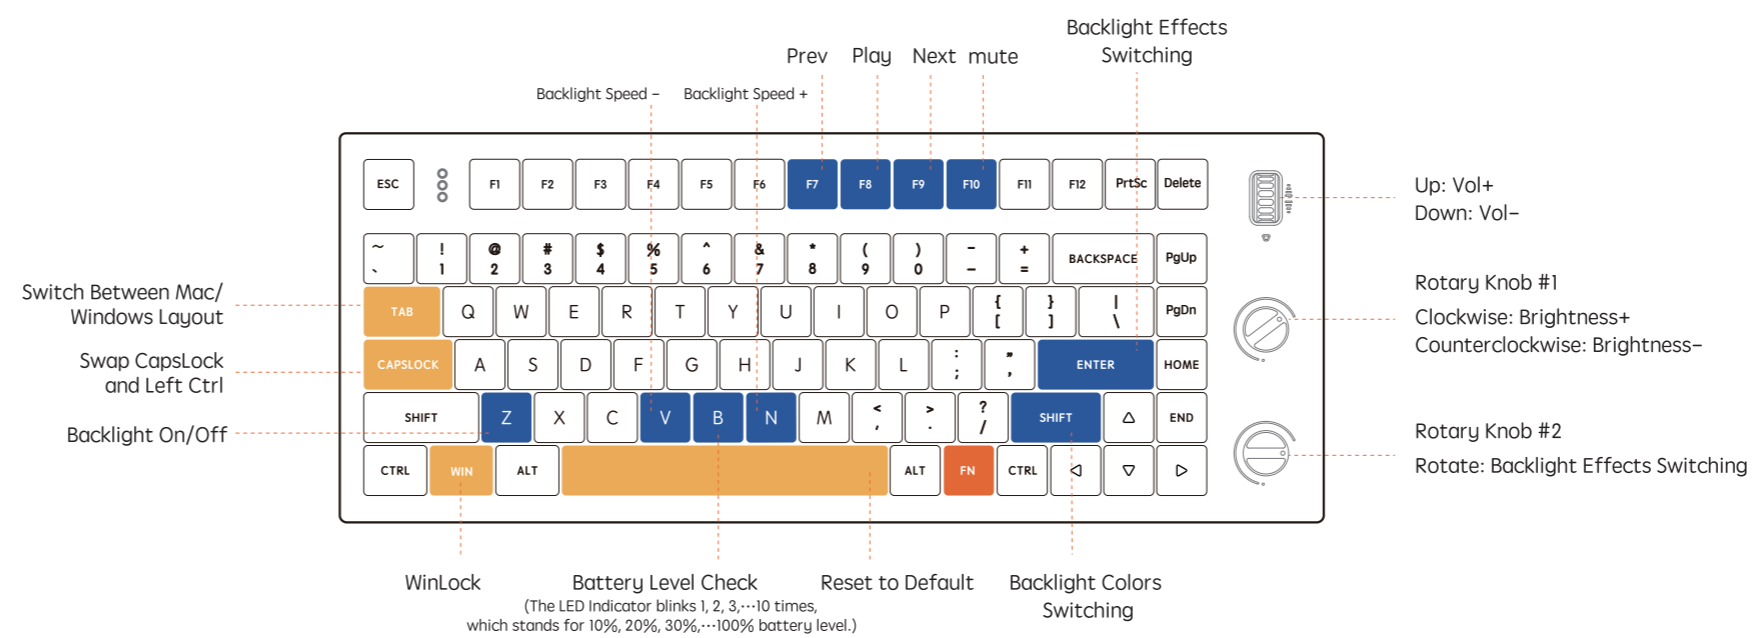 Backlight Effects
Switching
Prev Play Next mute
Backlight Speed – Backlight Speed +
ESC F1 F2 F3 F4 F5 F6 F7 F8 F9 F10 F11 F12 PrtSc Delete
Up: Vol+
Down: Vol–
~ ! @ # $ % ^ & * ( ) – +
` 1 2 3 4 5 6 7 8 9 0 – = BACKSPACE PgUp
Switch Between Mac/
Windows Layout
TAB Q W E R T Y U I O P { [ } ] | \ PgDn
Rotary Knob #1
Clockwise: Brightness+
Counterclockwise: Brightness–
Swap CapsLock
and Left Ctrl
CAPSLOCK A S D F G H J K L : ; " ' ENTER HOME
Backlight On/Off
SHIFT Z X C V B N M < , > . ? / SHIFT END
Rotary Knob #2
Rotate: Backlight Effects Switching
CTRL WIN ALT ALT FN CTRL
WinLock
Battery Level Check
(The LED Indicator blinks 1, 2, 3,···10 times,
which stands for 10%, 20%, 30%,···100% battery level.)
Reset to Default
Backlight Colors
Switching